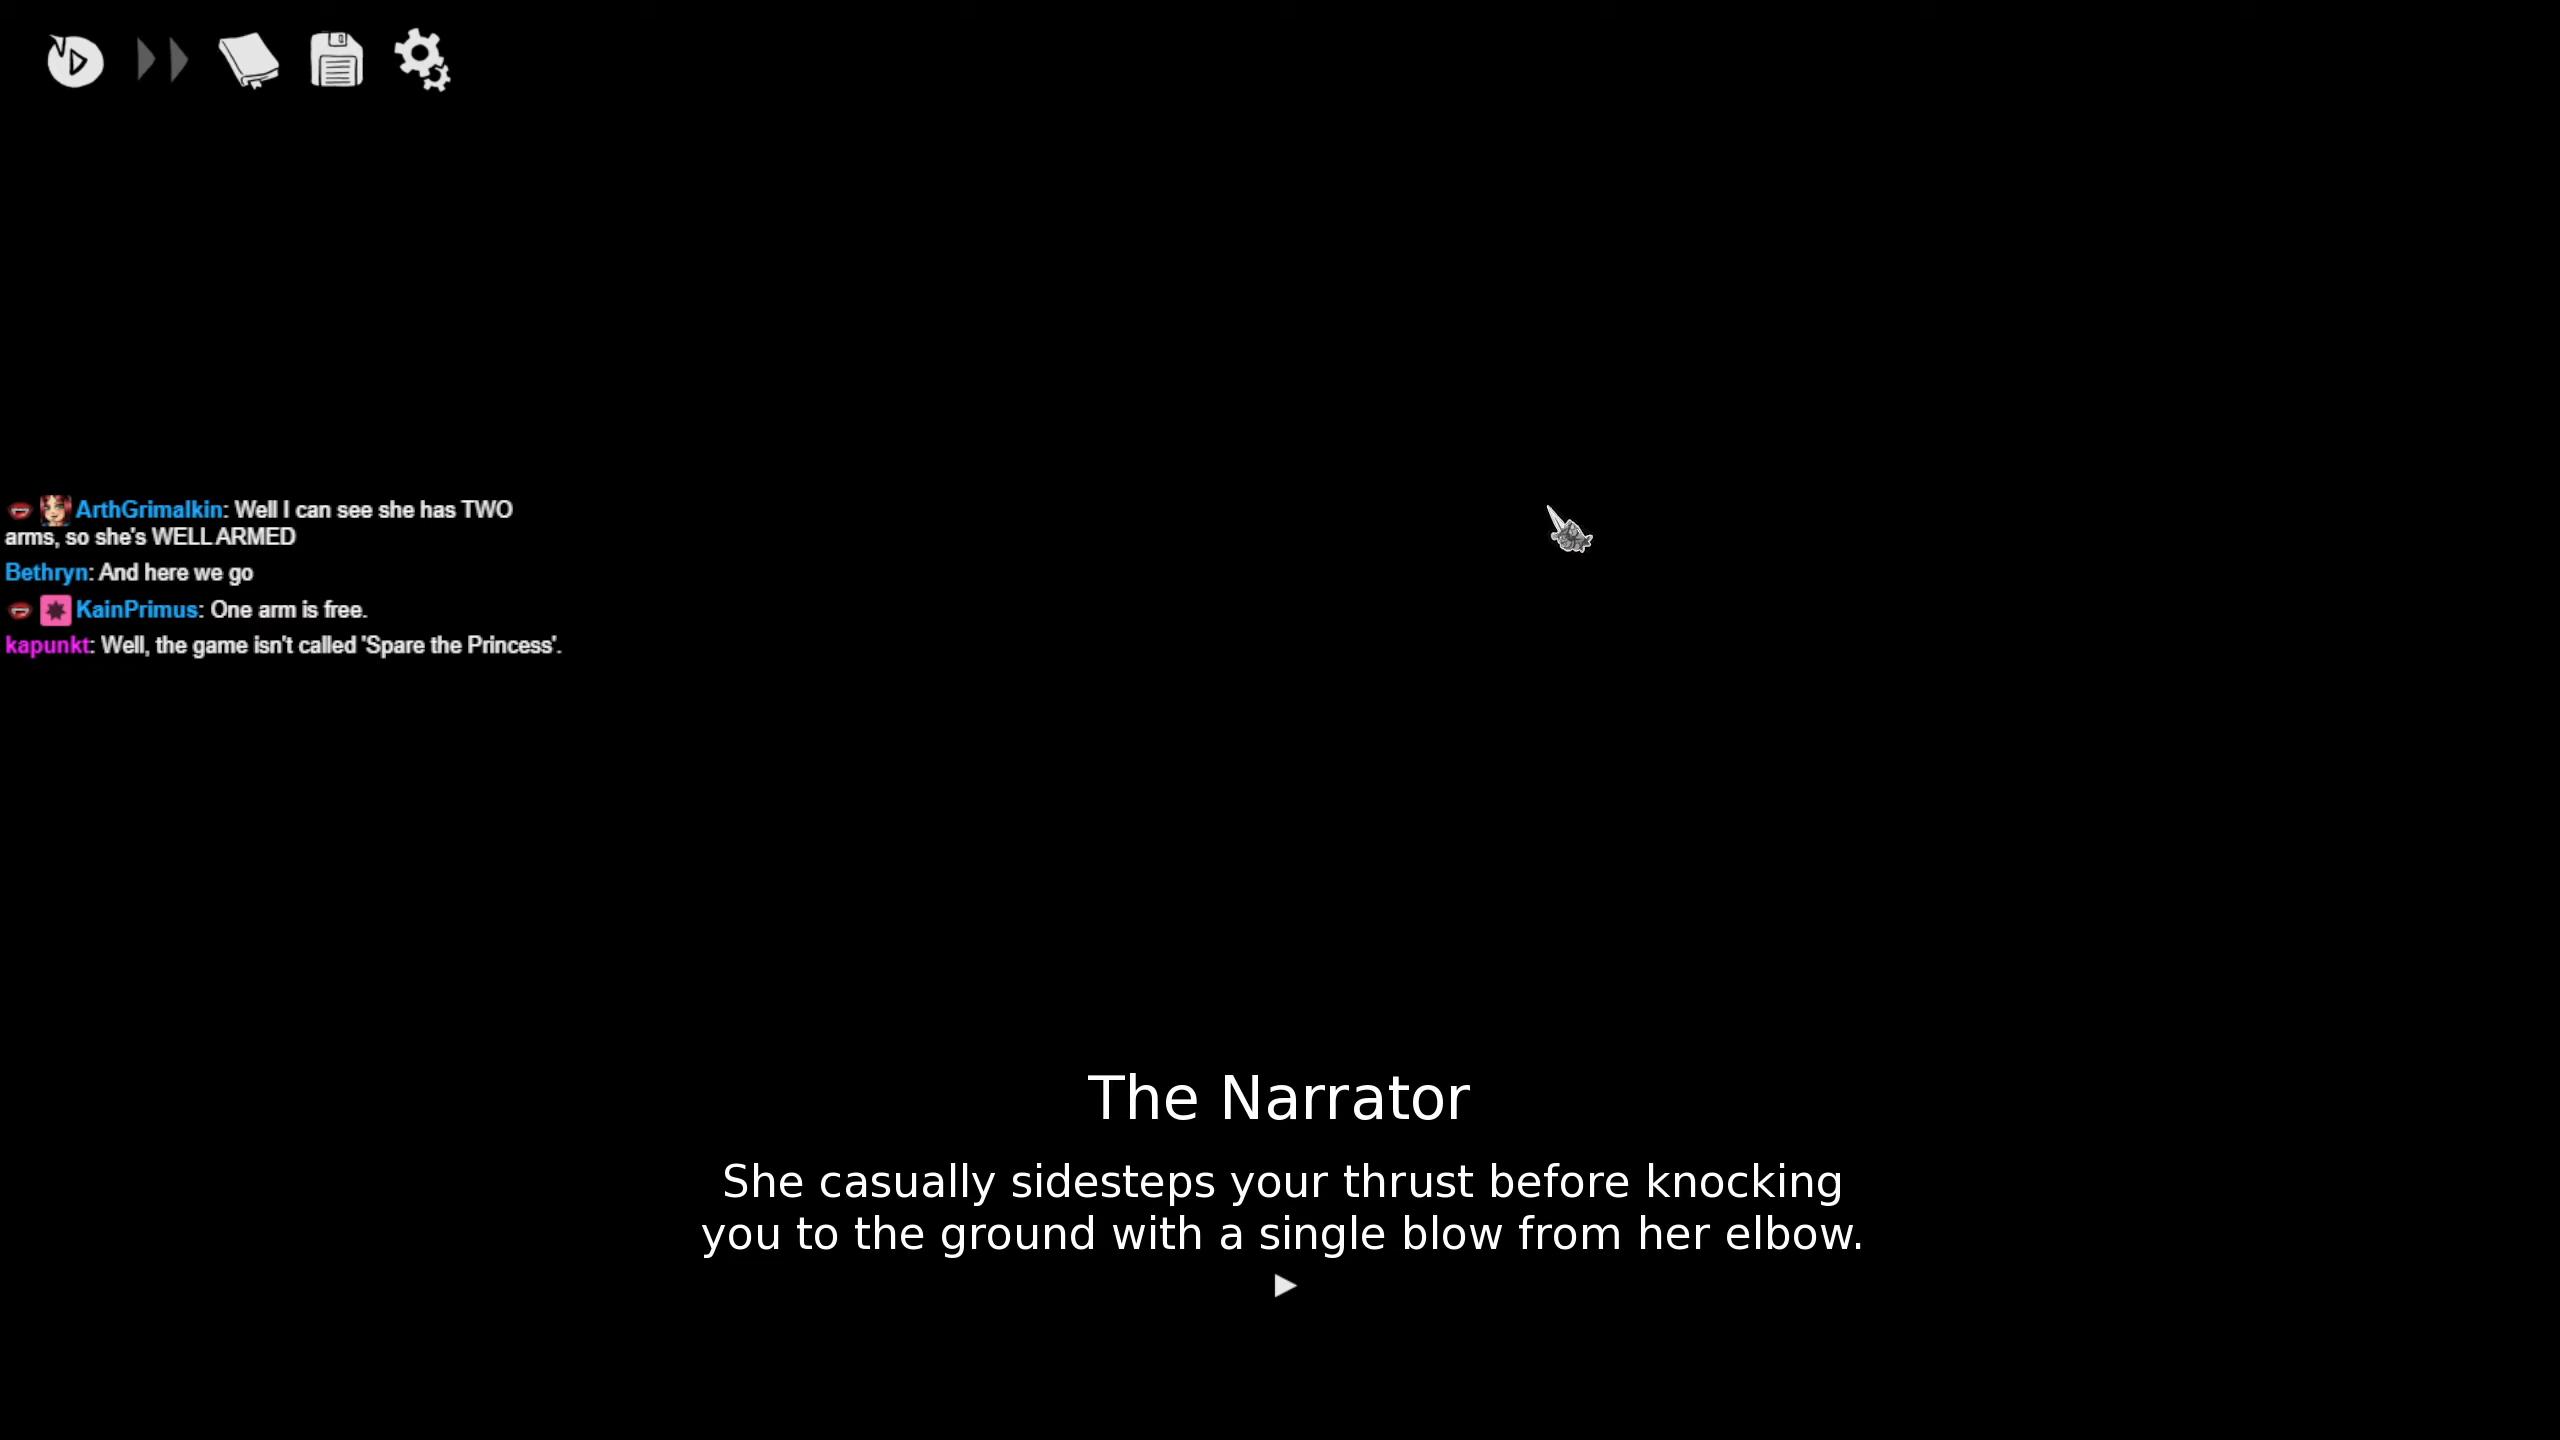 ArthGrimalkin: Well I can see she has TWO
arms, so she's WELL ARMED
Bethryn: And here we go
KainPrimus: One arm is free.
kapunkt: Well, the game isn't called 'Spare the Princess'.
The Narrator
She casually sidesteps your thrust before knocking
you to the ground with a single blow from her elbow.